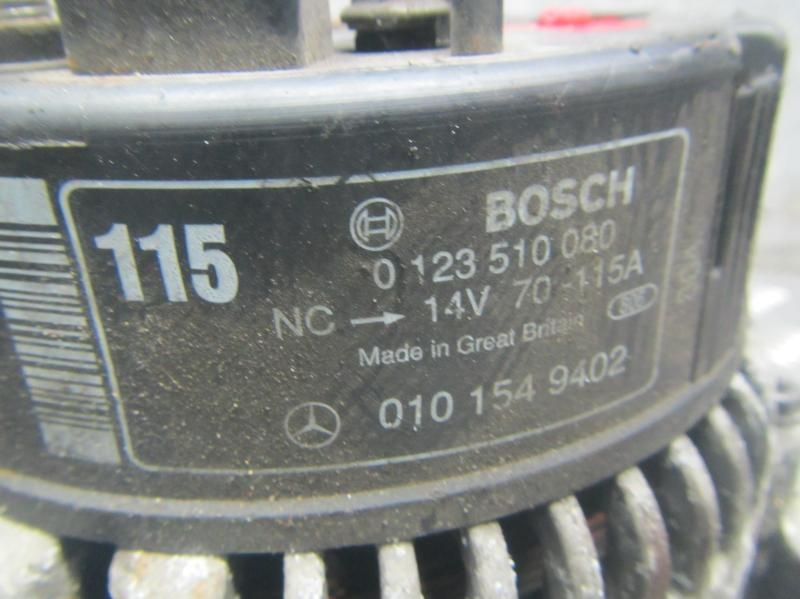 115
BOSCH
0 123 510 080
NC → 14V 70-115A
Made in Great Britain
010 154 9402